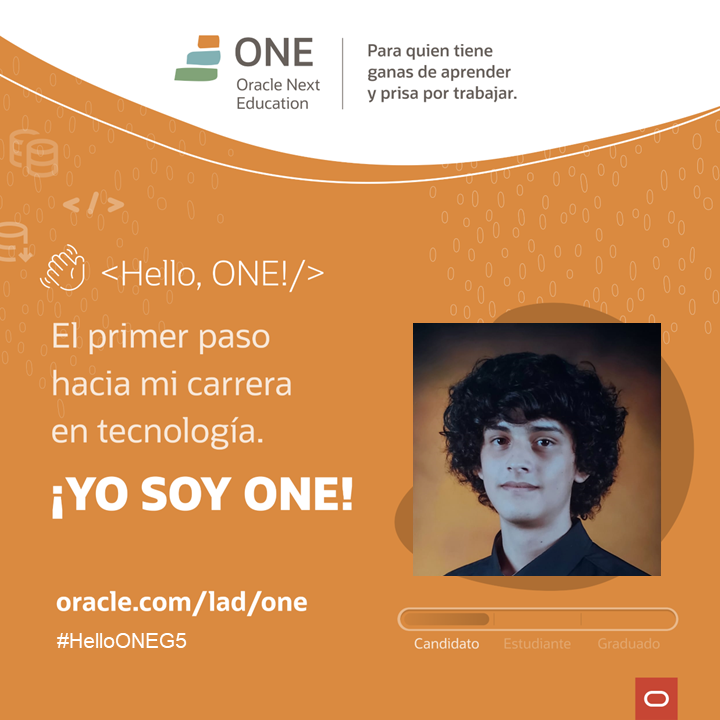 ONE
Oracle Next
Education
Para quien tiene
ganas de aprender
y prisa por trabajar.
</>
<Hello, ONE!/>
El primer paso
hacia mi carrera
en tecnología.
¡YO SOY ONE!
oracle.com/lad/one
#HelloONEG5
Candidato Estudiante Graduado